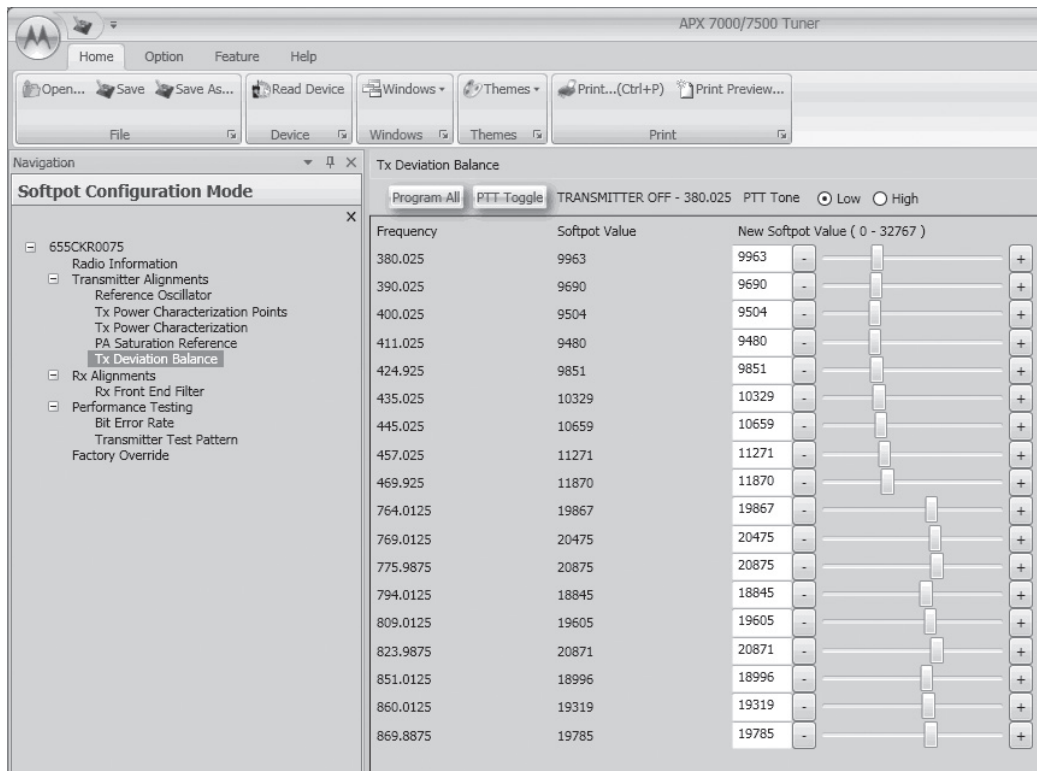 APX 7000/7500 Tuner
Home Option Feature Help
Open... Save Save As... Read Device Windows Themes Print...(Ctrl+P) Print Preview...
File Device Windows Themes Print
Navigation
Softpot Configuration Mode
655CKR0075
Radio Information
Transmitter Alignments
Reference Oscillator
Tx Power Characterization Points
Tx Power Characterization
PA Saturation Reference
Tx Deviation Balance
Rx Alignments
Rx Front End Filter
Performance Testing
Bit Error Rate
Transmitter Test Pattern
Factory Override
Tx Deviation Balance
Program All PTT Toggle TRANSMITTER OFF - 380.025 PTT Tone Low High
Frequency Softpot Value New Softpot Value ( 0 - 32767 )
380.025 9963 9963 - +
390.025 9690 9690 - +
400.025 9504 9504 - +
411.025 9480 9480 - +
424.925 9851 9851 - +
435.025 10329 10329 - +
445.025 10659 10659 - +
457.025 11271 11271 - +
469.925 11870 11870 - +
764.0125 19867 19867 - +
769.0125 20475 20475 - +
775.9875 20875 20875 - +
794.0125 18845 18845 - +
809.0125 19605 19605 - +
823.9875 20871 20871 - +
851.0125 18996 18996 - +
860.0125 19319 19319 - +
869.8875 19785 19785 - +